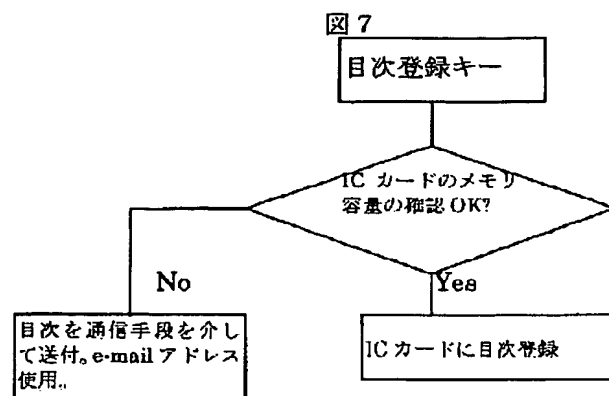 図7
目次登録キー
IC カードのメモリ
容量の確認 OK?
No
Yes
目次を通信手段を介し
て送付。e-mail アドレス
使用。
IC カードに目次登録